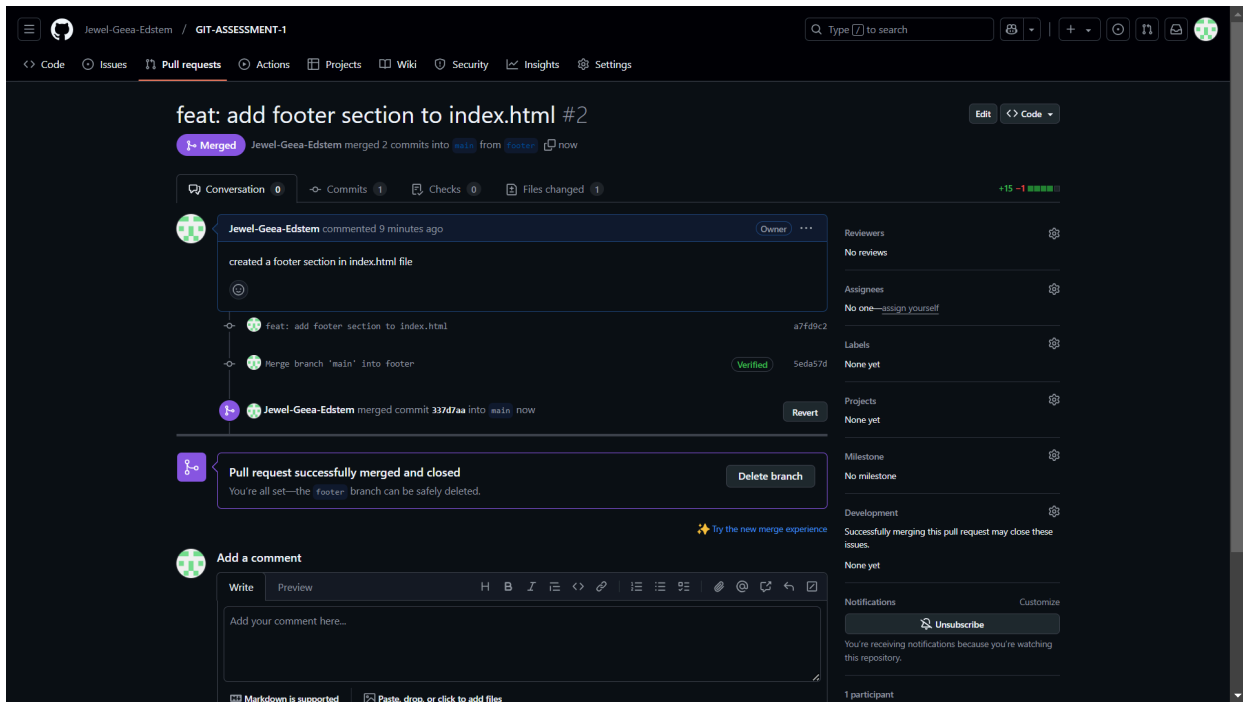 Jewel-Geea-Edstem / GIT-ASSESSMENT-1
Type / to search
Code Issues Pull requests Actions Projects Wiki Security Insights Settings
feat: add footer section to index.html #2
Edit <> Code
Merged Jewel-Geea-Edstem merged 2 commits into main from footer now
Conversation 0 Commits 1 Checks 0 Files changed 1
+15 −1
Jewel-Geea-Edstem commented 9 minutes ago Owner ...
created a footer section in index.html file
feat: add footer section to index.html a7fd9c2
Merge branch 'main' into footer Verified 5eda57d
Jewel-Geea-Edstem merged commit 337d7aa into main now Revert
Pull request successfully merged and closed
You're all set—the footer branch can be safely deleted.
Delete branch
Try the new merge experience
Add a comment
Write Preview
Add your comment here...
Markdown is supported Paste, drop, or click to add files
Reviewers
No reviews
Assignees
No one—assign yourself
Labels
None yet
Projects
None yet
Milestone
No milestone
Development
Successfully merging this pull request may close these
issues.
None yet
Notifications Customize
Unsubscribe
You're receiving notifications because you're watching
this repository.
1 participant